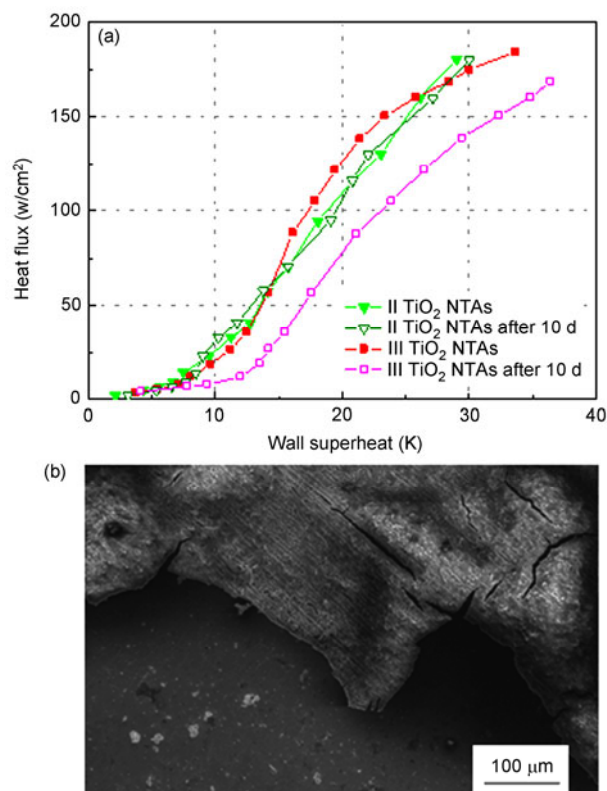 (a)
200
150
100
50
0
Heat flux (w/cm²)
II TiO₂ NTAs
II TiO₂ NTAs after 10 d
III TiO₂ NTAs
III TiO₂ NTAs after 10 d
0 10 20 30 40
Wall superheat (K)
(b)
100 μm